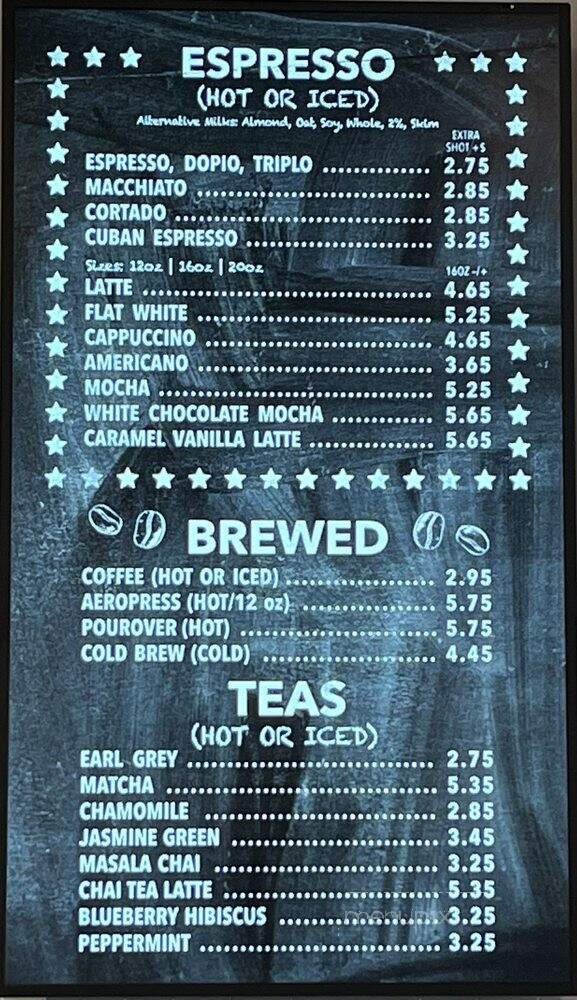 ESPRESSO
(HOT OR ICED)
Alternative Milks: Almond, Oat, Soy, Whole, 2%, Skim
EXTRA
SHOT +$
ESPRESSO, DOPIO, TRIPLO ............... 2.75
MACCHIATO ................................ 2.85
CORTADO ................................... 2.85
CUBAN ESPRESSO ......................... 3.25
Sizes: 12oz | 16oz | 20oz
16OZ -/+
LATTE ....................................... 4.65
FLAT WHITE ................................ 5.25
CAPPUCCINO ............................... 4.65
AMERICANO ................................ 3.65
MOCHA ..................................... 5.25
WHITE CHOCOLATE MOCHA .............. 5.65
CARAMEL VANILLA LATTE ................. 5.65
BREWED
COFFEE (HOT OR ICED) .................... 2.95
AEROPRESS (HOT/12 oz) .................. 5.75
POUROVER (HOT) .......................... 5.75
COLD BREW (COLD) ....................... 4.45
TEAS
(HOT OR ICED)
EARL GREY .................................. 2.75
MATCHA .................................... 5.35
CHAMOMILE ............................... 2.85
JASMINE GREEN ........................... 3.45
MASALA CHAI .............................. 3.25
CHAI TEA LATTE ............................ 5.35
BLUEBERRY HIBISCUS ..................... 3.25
PEPPERMINT ............................... 3.25